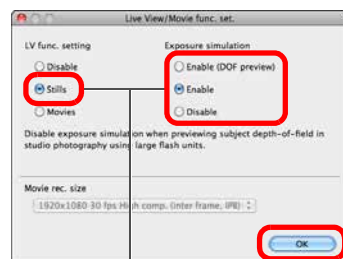 Live View/Movie func. set.
LV func. setting
Exposure simulation
Disable
Enable (DOF preview)
Stills
Enable
Movies
Disable
Disable exposure simulation when previewing subject depth-of-field in
studio photography using large flash units.
Movie rec. size
1920x1080 30 fps High comp. (inter frame, IPB)
OK